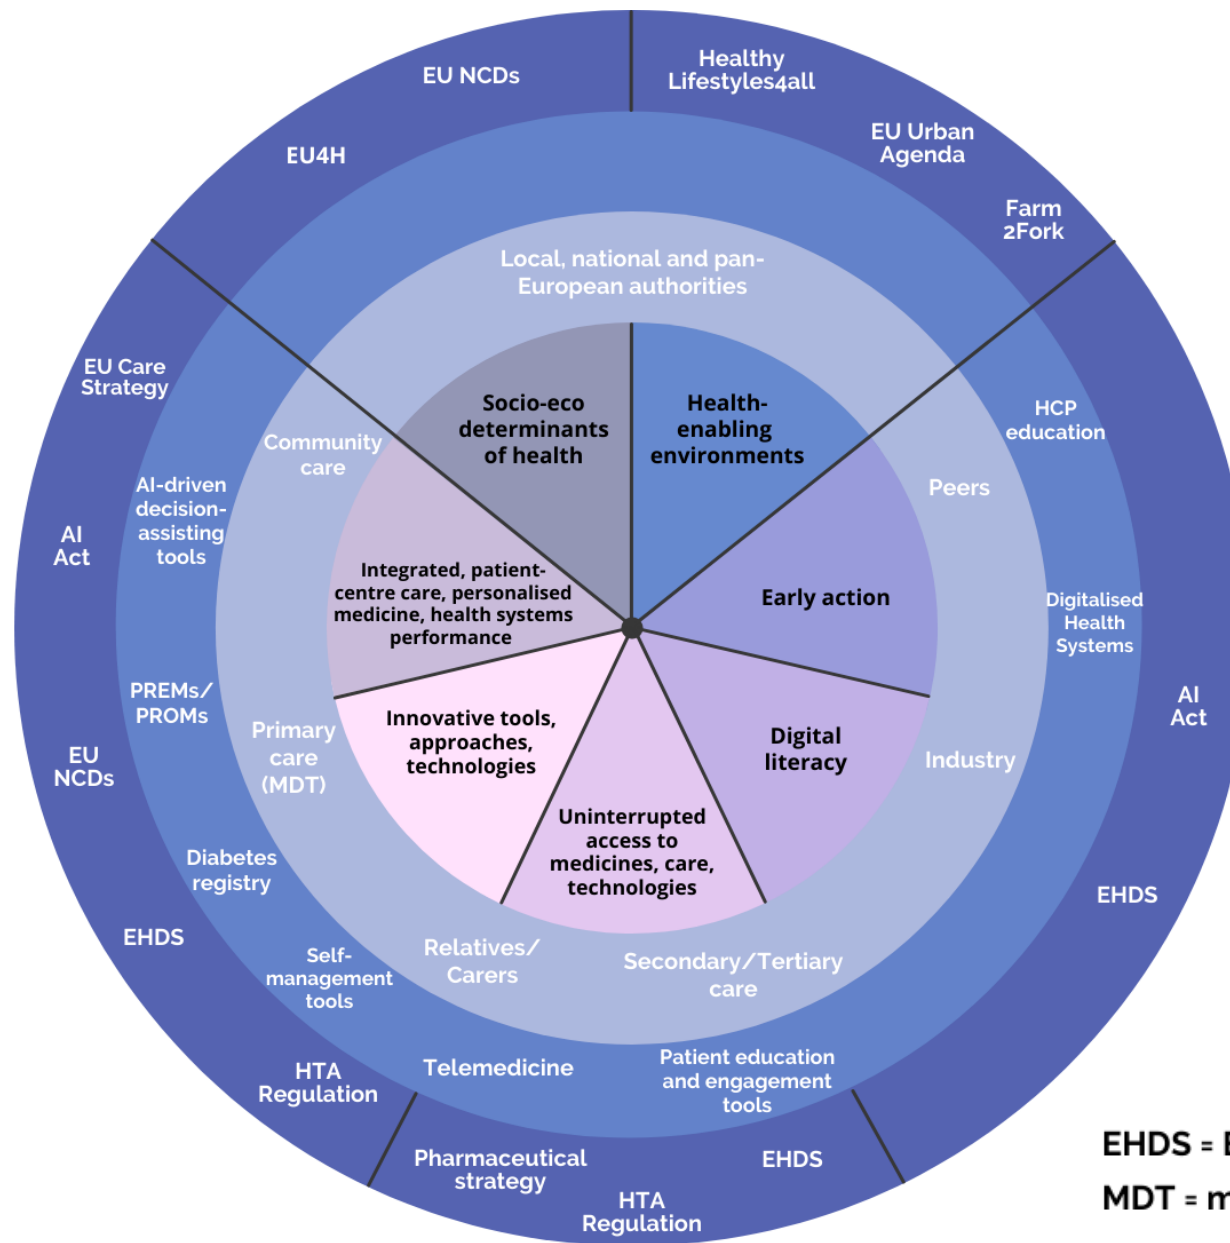 EU NCDs
Healthy
Lifestyles4all
EU4H
EU Urban
Agenda
Farm
2Fork
Local, national and pan-
European authorities
EU Care
Strategy
Community
care
Socio-eco
determinants
of health
Health-
enabling
environments
HCP
education
AI-driven
decision-
assisting
tools
Peers
AI
Act
Integrated, patient-
centre care, personalised
medicine, health systems
performance
Early action
Digitalised
Health
Systems
PREMs/
PROMs
AI
Act
EU
NCDs
Primary
care
(MDT)
Innovative tools,
approaches,
technologies
Digital
literacy
Industry
Uninterrupted
access to
medicines, care,
technologies
Diabetes
registry
EHDS
EHDS
Self-
management
tools
Relatives/
Carers
Secondary/Tertiary
care
HTA
Regulation
Telemedicine
Patient education
and engagement
tools
Pharmaceutical
strategy
EHDS
HTA
Regulation
EHDS =
MDT =